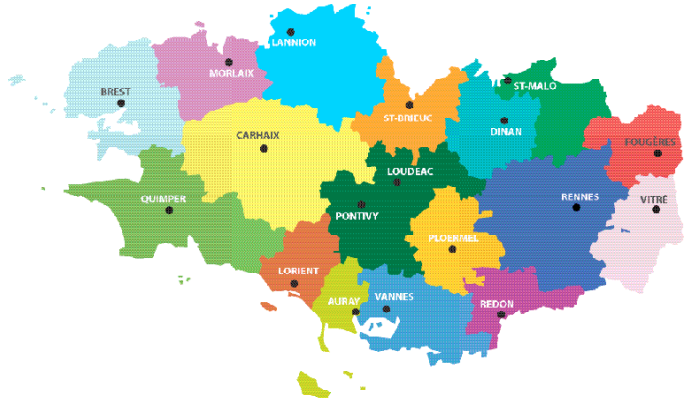 LANNION
MORLAIX
ST-MALO
BREST
ST-BRIEUC
DINAN
CARHAIX
FOUGÈRES
LOUDEAC
QUIMPER
RENNES
VITRÉ
PONTIVY
PLOERMEL
LORIENT
AURAY
VANNES
REDON